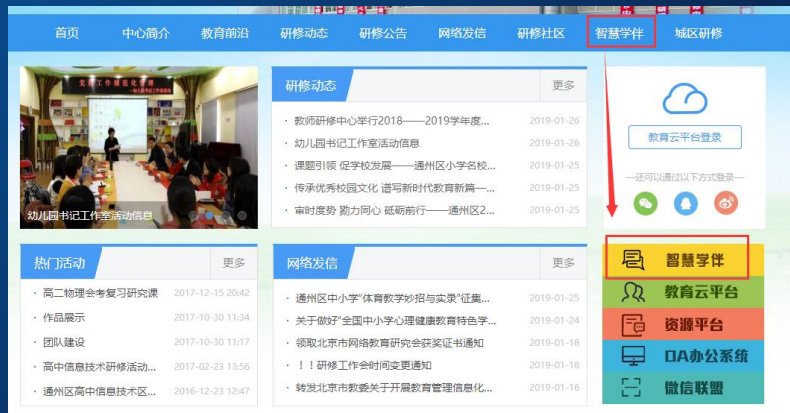 首页 中心简介 教育前沿 研修动态 研修公告 网络发信 研修社区 智慧学伴 城区研修
幼儿园书记工作室活动信息
研修动态 更多
· 教师研修中心举行2018——2019学年度... 2019-01-26
· 幼儿园书记工作室活动信息 2019-01-26
· 课题引领 促学校发展——通州区小学名校... 2019-01-25
· 传承优秀校园文化 谱写新时代教育新篇—... 2019-01-25
· 审时度势 勠力同心 砥砺前行——通州区2... 2019-01-25
教育云平台登录
—还可以通过以下方式登录—
热门活动 更多
· 高二物理会考复习研究课 2017-12-15 20:42
· 作品展示 2017-10-30 11:34
· 团队建设 2017-10-30 11:17
· 高中信息技术研修活动... 2017-02-23 13:56
· 通州区高中信息技术区... 2016-12-23 12:47
网络发信 更多
· 通州区中小学“体育教学妙招与实录”征集... 2019-01-25
· 关于做好“全国中小学心理健康教育特色学... 2019-01-24
· 领取北京市网络教育研究会获奖证书通知 2019-01-18
· ！！研修工作会时间变更通知 2019-01-18
· 转发北京市教委关于开展教育管理信息化... 2019-01-16
智慧学伴
教育云平台
资源平台
OA办公系统
微信联盟